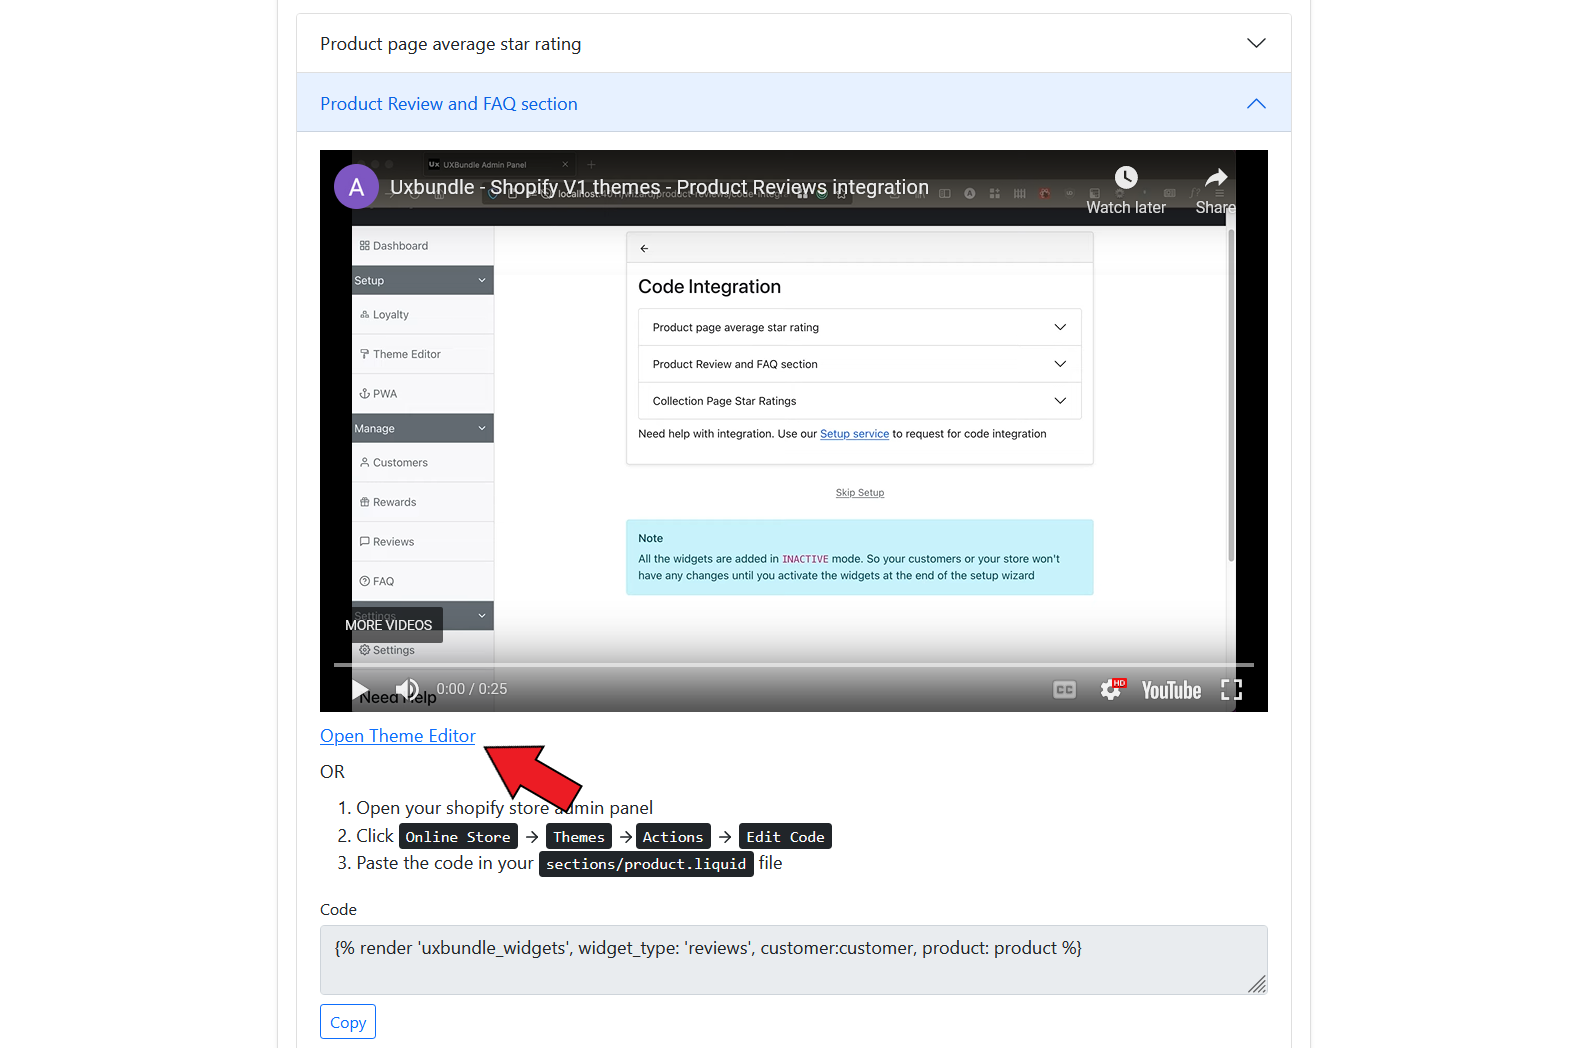 Product page average star rating
Product Review and FAQ section
Ux UXBundle Admin Panel
A Uxbundle - Shopify V1 themes - Product Reviews integration
Watch later
Share
Dashboard
Setup
Loyalty
Theme Editor
PWA
Manage
Customers
Rewards
Reviews
FAQ
Settings
MORE VIDEOS
Settings
Need Help
Code Integration
Product page average star rating
Product Review and FAQ section
Collection Page Star Ratings
Need help with integration. Use our Setup service to request for code integration
Skip Setup
Note
All the widgets are added in INACTIVE mode. So your customers or your store won't
have any changes until you activate the widgets at the end of the setup wizard
0:00 / 0:25
CC
HD
YouTube
Open Theme Editor
OR
1. Open your shopify store admin panel
2. Click Online Store → Themes → Actions → Edit Code
3. Paste the code in your sections/product.liquid file
Code
{% render 'uxbundle_widgets', widget_type: 'reviews', customer:customer, product: product %}
Copy